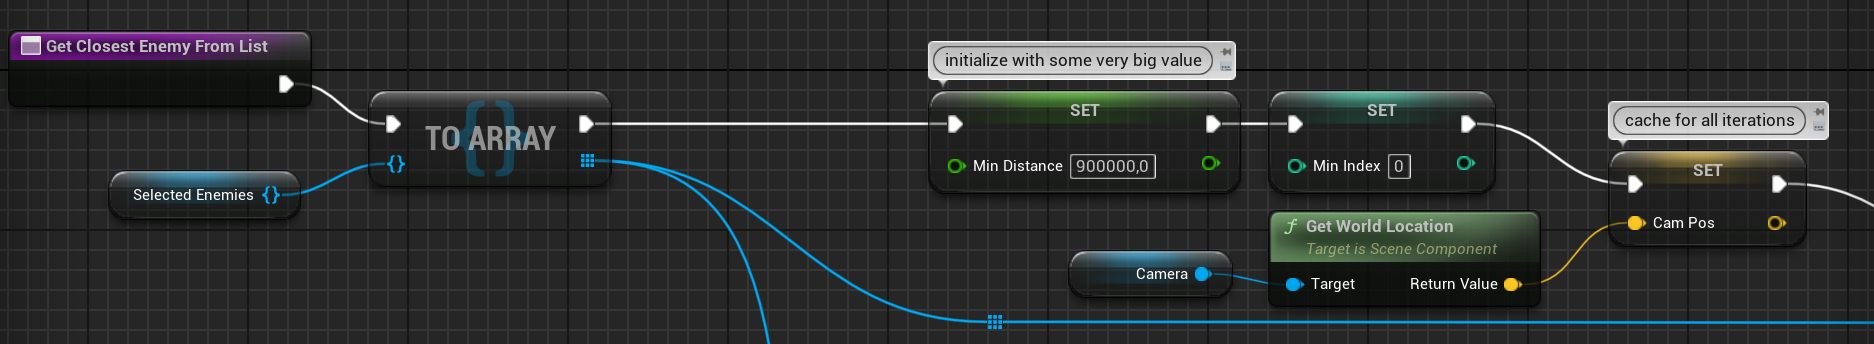 Get Closest Enemy From List
TO ARRAY
Selected Enemies
initialize with some very big value
SET
Min Distance 900000,0
SET
Min Index 0
cache for all iterations
SET
Cam Pos
Camera
f Get World Location
Target is Scene Component
Target Return Value